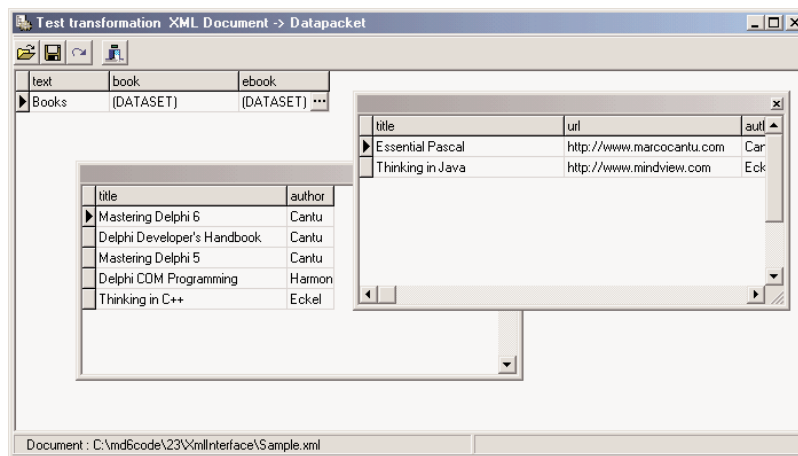 Test transformation XML Document -> Datapacket
text book ebook
Books (DATASET) (DATASET) ...
title url
Essential Pascal http://www.marcocantu.com
Thinking in Java http://www.mindview.com
title author
Mastering Delphi 6 Cantu
Delphi Developer's Handbook Cantu
Mastering Delphi 5 Cantu
Delphi COM Programming Harmon
Thinking in C++ Eckel
Document : C:\md6code\23\XmlInterface\Sample.xml